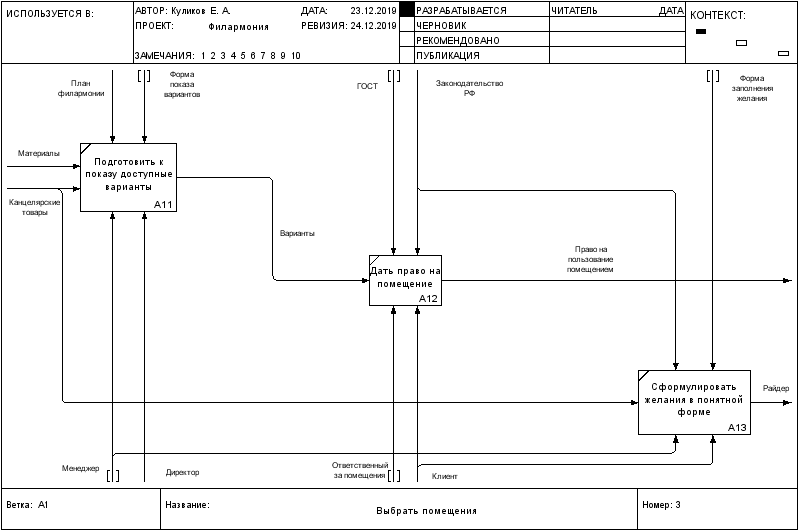 ИСПОЛЬЗУЕТСЯ В:
АВТОР: Куликов Е. А.
ДАТА: 23.12.2019
ПРОЕКТ: Филармония
РЕВИЗИЯ: 24.12.2019
ЗАМЕЧАНИЯ: 1 2 3 4 5 6 7 8 9 10
РАЗРАБАТЫВАЕТСЯ
ЧЕРНОВИК
РЕКОМЕНДОВАНО
ПУБЛИКАЦИЯ
ЧИТАТЕЛЬ
ДАТА
КОНТЕКСТ:
План
филармонии
Форма
показа
вариантов
ГОСТ
Законодательство
РФ
Форма
заполнения
желания
Материалы
Канцелярские
товары
Подготовить к
показу доступные
варианты
A11
Варианты
Дать право на
помещение
A12
Право на
пользование
помещением
Сформулировать
желания в понятной
форме
A13
Райдер
Менеджер
Директор
Ответственный
за помещения
Клиент
Ветка: A1
Название:
Выбрать помещения
Номер: 3